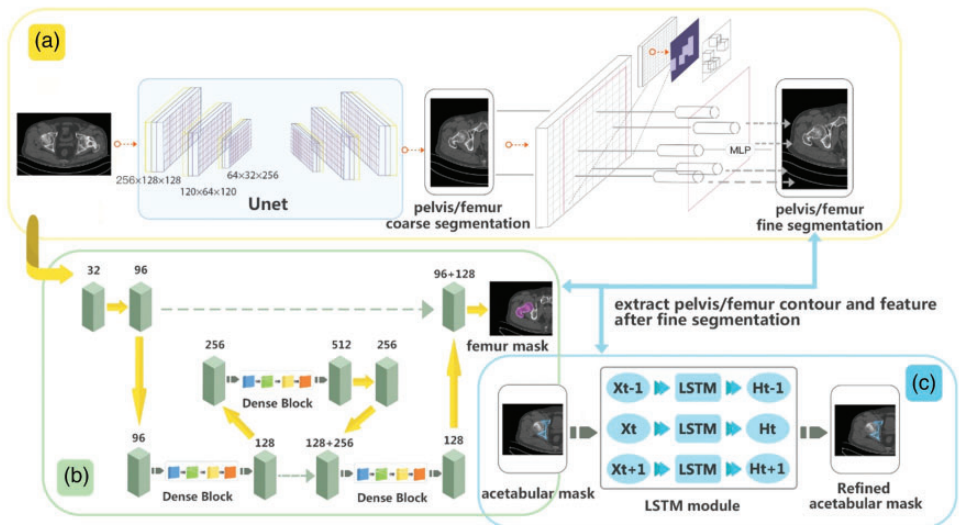 (a)
256×128×128
120×64×120
64×32×256
Unet
pelvis/femur
coarse segmentation
MLP
pelvis/femur
fine segmentation
32
96
96+128
femur mask
256
512
256
Dense Block
96
128
128+256
128
Dense Block
Dense Block
(b)
extract pelvis/femur contour and feature
after fine segmentation
(c)
Xt-1
LSTM
Ht-1
Xt
LSTM
Ht
Xt+1
LSTM
Ht+1
acetabular mask
LSTM module
Refined
acetabular mask